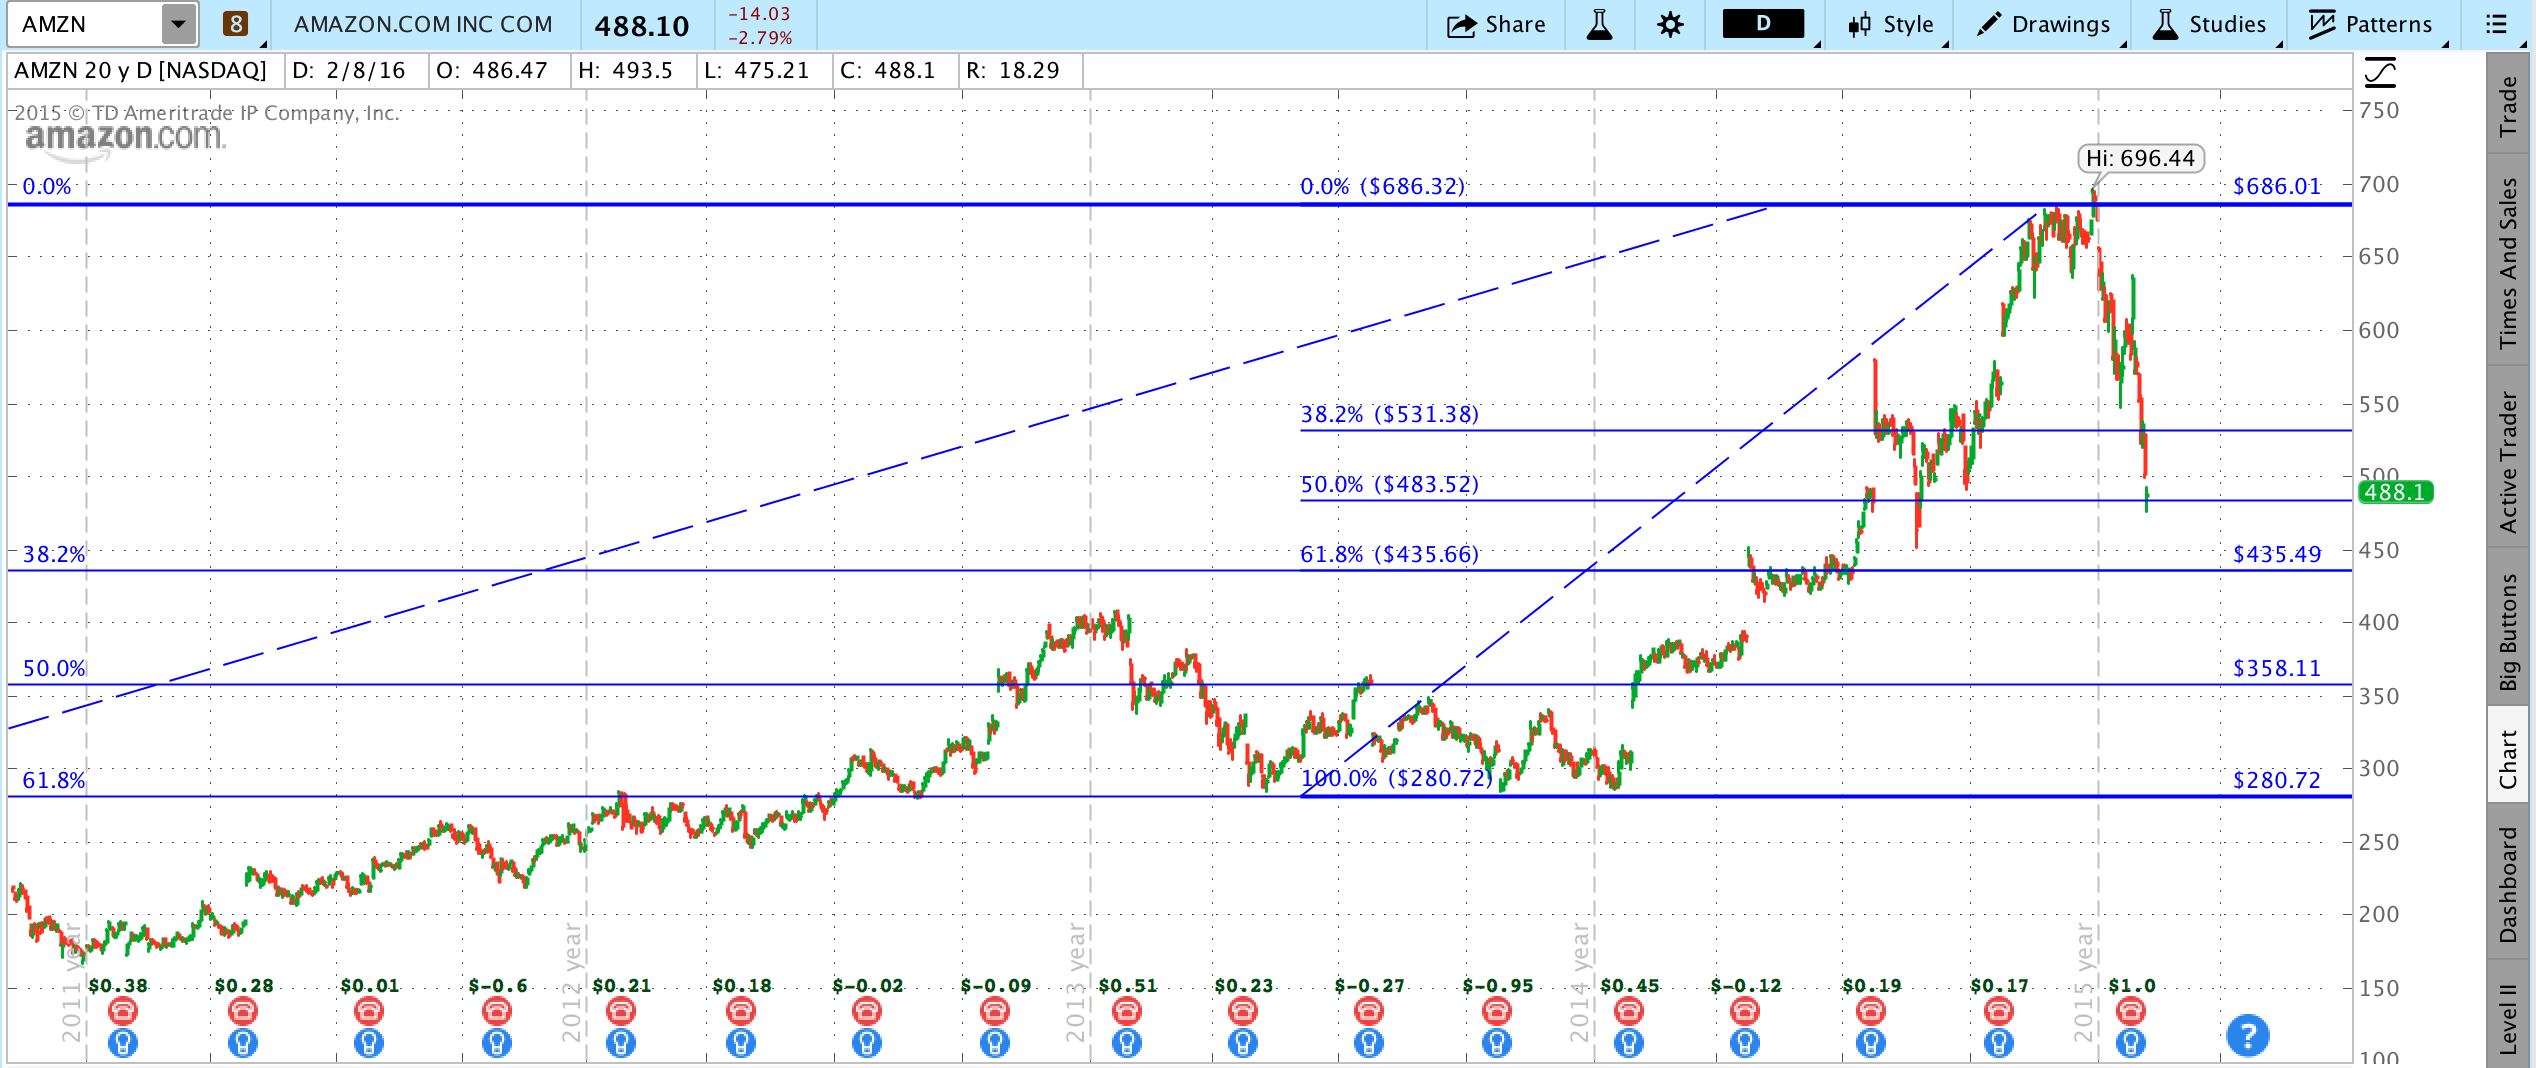 AMZN 8 AMAZON.COM INC COM 488.10 -14.03 -2.79% Share D Style Drawings Studies Patterns
AMZN 20 y D [NASDAQ] D: 2/8/16 O: 486.47 H: 493.5 L: 475.21 C: 488.1 R: 18.29
2015 © TD Ameritrade IP Company, Inc.
amazon.com.
Hi: 696.44
0.0% 0.0% ($686.32) $686.01
38.2% ($531.38)
50.0% ($483.52)
38.2% 61.8% ($435.66) $435.49
50.0% $358.11
61.8% 100.0% ($280.72) $280.72
750
700
650
600
550
500
488.1
450
400
350
300
250
200
150
100
2011 year
2012 year
2013 year
2014 year
2015 year
$0.38 $0.28 $0.01 $-0.6 $0.21 $0.18 $-0.02 $-0.09 $0.51 $0.23 $-0.27 $-0.95 $0.45 $-0.12 $0.19 $0.17 $1.0
?
Trade
Times And Sales
Active Trader
Big Buttons
Chart
Dashboard
Level II